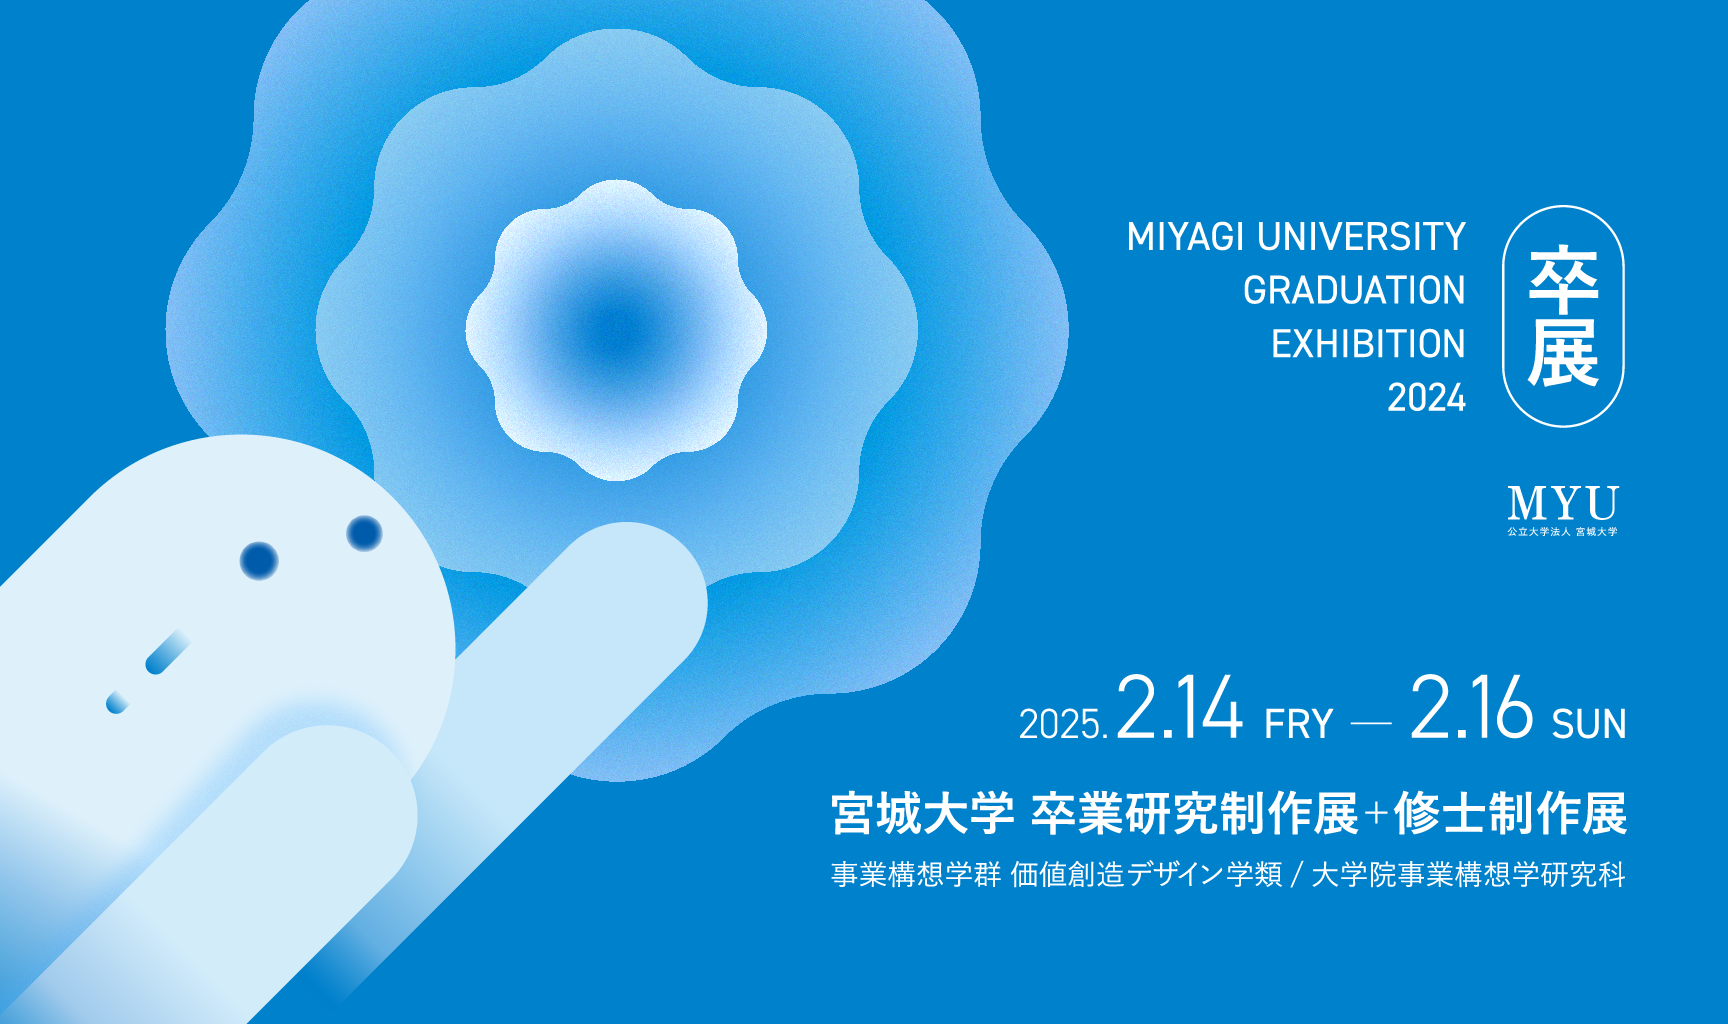 MIYAGI UNIVERSITY
GRADUATION
EXHIBITION
2024
卒展
MYU
公立大学法人 宮城大学
2025. 2.14 FRY — 2.16 SUN
宮城大学 卒業研究制作展+修士制作展
事業構想学群 価値創造デザイン学類 / 大学院事業構想学研究科